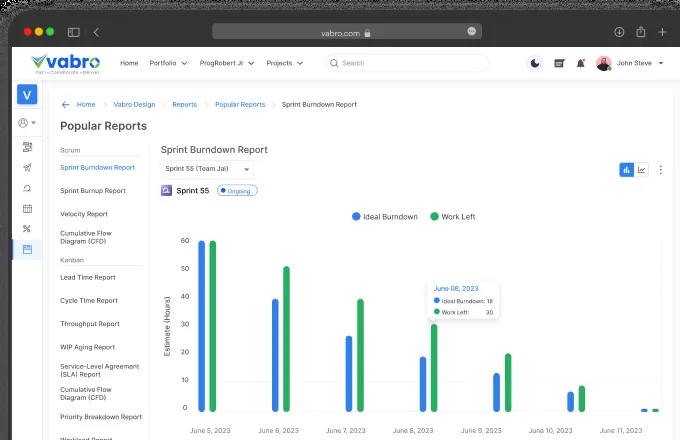 vabro.com
vabro
Plan • Collaborate • Deliver
Home
Portfolio
ProgRobert Jr
Projects
Search
John Steve
V
Home
Vabro Design
Reports
Popular Reports
Sprint Burndown Report
Popular Reports
Scrum
Sprint Burndown Report
Sprint Burnup Report
Velocity Report
Cumulative Flow
Diagram (CFD)
Kanban
Lead Time Report
Cycle Time Report
Throughput Report
WIP Aging Report
Service-Level Agreement
(SLA) Report
Cumulative Flow
Diagram (CFD)
Priority Breakdown Report
Workload Report
Sprint Burndown Report
Sprint 55 (Team Jai)
Sprint 55
Ongoing
Ideal Burndown
Work Left
Estimate (Hours)
60
50
40
30
20
10
0
June 08, 2023
Ideal Burndown: 18
Work Left: 30
June 5, 2023
June 6, 2023
June 7, 2023
June 8, 2023
June 9, 2023
June 10, 2023
June 11, 2023